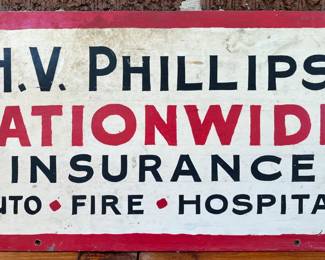 H.V. PHILLIPS
ATIONWID
INSURANCE
UTO • FIRE • HOSPITA